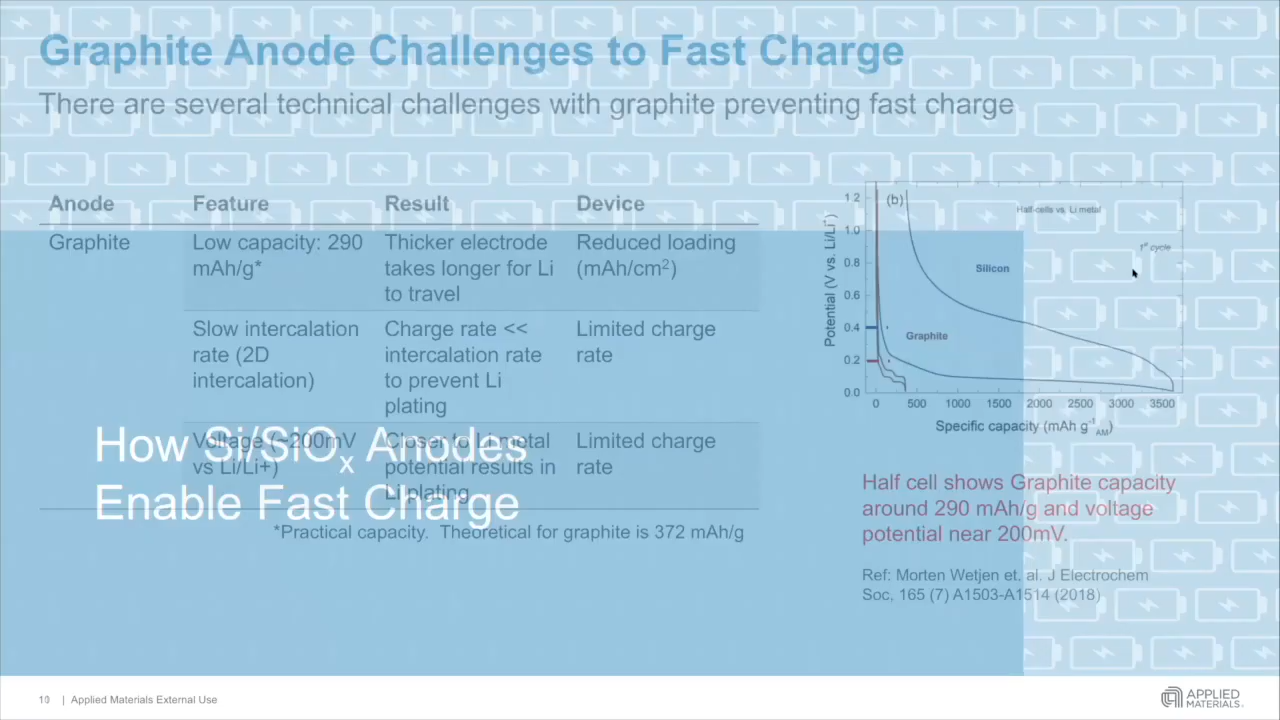 Graphite Anode Challenges to Fast Charge
There are several technical challenges with graphite preventing fast charge
Anode Feature Result Device
Graphite
Low capacity: 290
mAh/g*
Thicker electrode
takes longer for Li
to travel
Reduced loading
(mAh/cm2)
Slow intercalation
rate (2D
intercalation)
Charge rate <<
intercalation rate
to prevent Li
plating
Limited charge
rate
Voltage (~200mV
vs Li/Li+)
Closer to Li metal
potential results in
Li plating
Limited charge
rate
*Practical capacity. Theoretical for graphite is 372 mAh/g
How Si/SiOx Anodes
Enable Fast Charge
(b)
Half-cells vs. Li metal
1st cycle
Silicon
Graphite
Potential (V vs. Li/Li+)
1.2
1.0
0.8
0.6
0.4
0.2
0.0
0 500 1000 1500 2000 2500 3000 3500
Specific capacity (mAh g-1AM)
Half cell shows Graphite capacity
around 290 mAh/g and voltage
potential near 200mV.
Ref: Morten Wetjen et. al. J Electrochem
Soc, 165 (7) A1503-A1514 (2018)
| Applied Materials External Use
APPLIED
MATERIALS